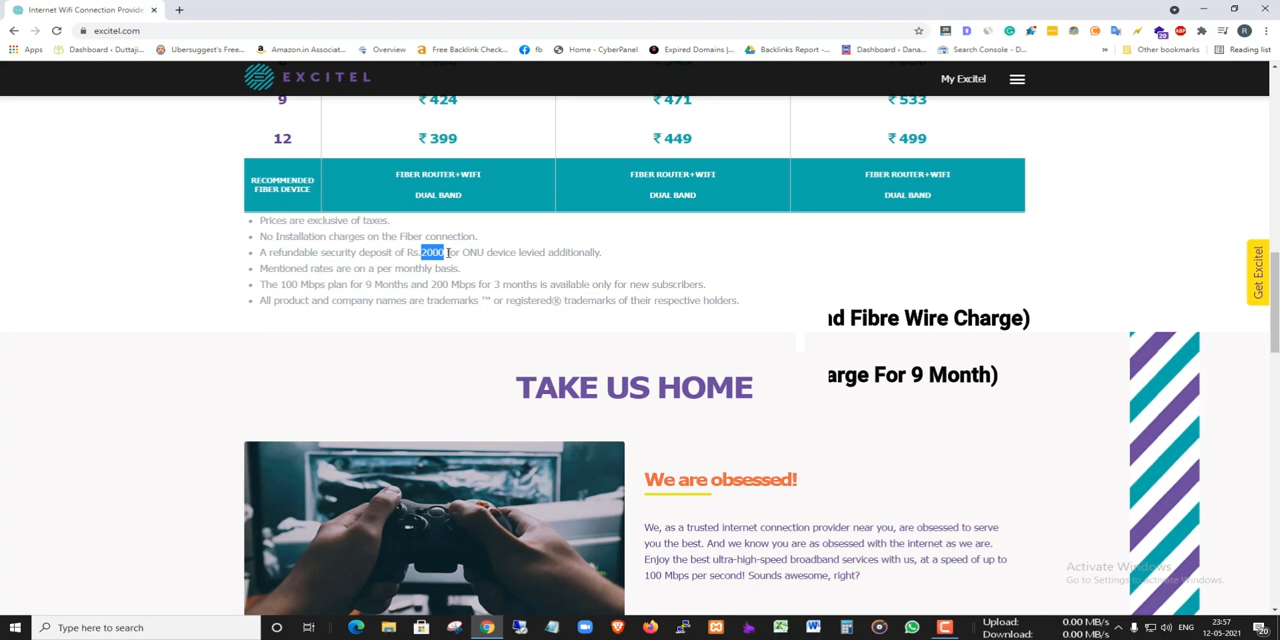 Internet Wifi Connection Provide
excitel.com
Apps
Dashboard ‹ Duttaji...
Ubersuggest's Free...
Amazon.in Associat...
Overview
Free Backlink Check...
fb
Home - CyberPanel
Expired Domains |...
Backlinks Report -...
Dashboard ‹ Dana...
Search Console - D...
»
Other bookmarks
Reading list
EXCITEL
My Excitel
9 ₹ 424 ₹ 471 ₹ 533
12 ₹ 399 ₹ 449 ₹ 499
RECOMMENDED
FIBER DEVICE
FIBER ROUTER+WIFI
DUAL BAND
FIBER ROUTER+WIFI
DUAL BAND
FIBER ROUTER+WIFI
DUAL BAND
• Prices are exclusive of taxes.
• No Installation charges on the Fiber connection.
• A refundable security deposit of Rs.2000 for ONU device levied additionally.
• Mentioned rates are on a per monthly basis.
• The 100 Mbps plan for 9 Months and 200 Mbps for 3 months is available only for new subscribers.
• All product and company names are trademarks ™ or registered® trademarks of their respective holders.
Get Excitel
nd Fibre Wire Charge)
arge For 9 Month)
TAKE US HOME
We are obsessed!
We, as a trusted internet connection provider near you, are obsessed to serve
you the best. And we know you are as obsessed with the internet as we are.
Enjoy the best ultra-high-speed broadband services with us, at a speed of up to
100 Mbps per second! Sounds awesome, right?
Activate Windows
Go to Settings to activate Windows.
Type here to search
Upload: 0.00 MB/s
Download: 0.00 MB/s
ENG
23:57
12-05-2021
20